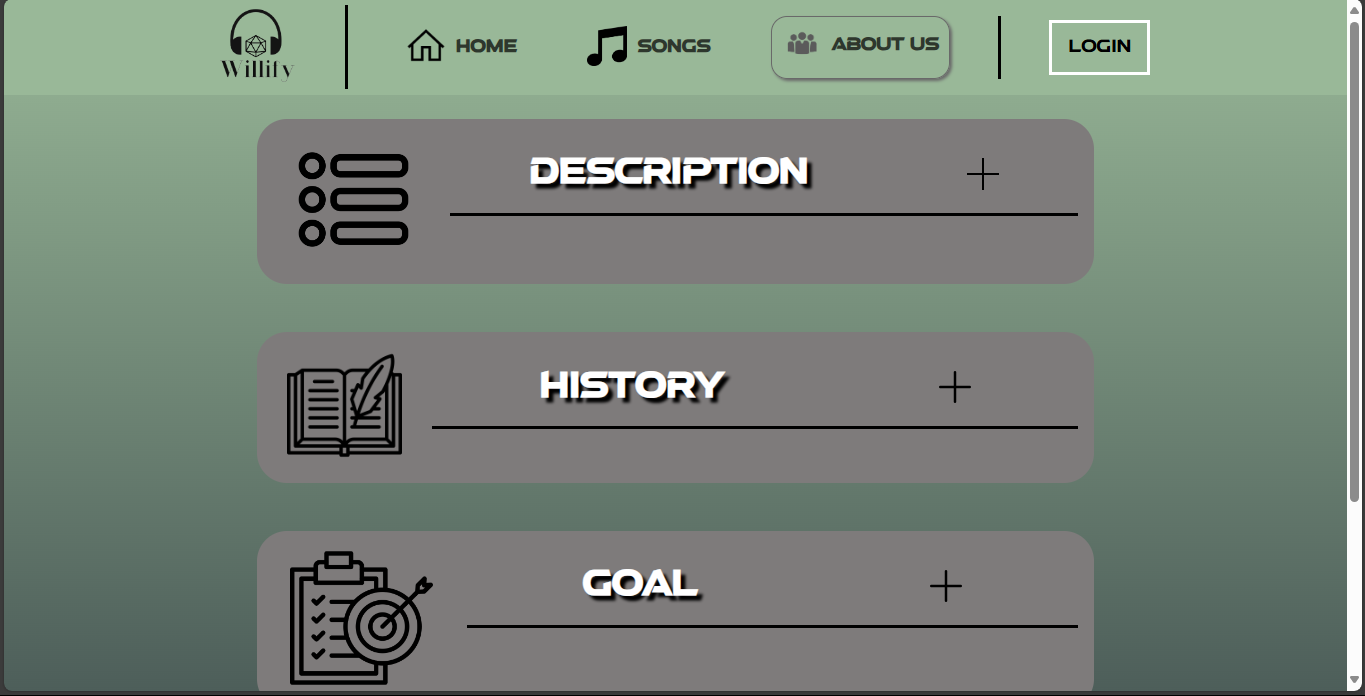 Willify
HOME
SONGS
ABOUT US
LOGIN
DESCRIPTION
HISTORY
GOAL